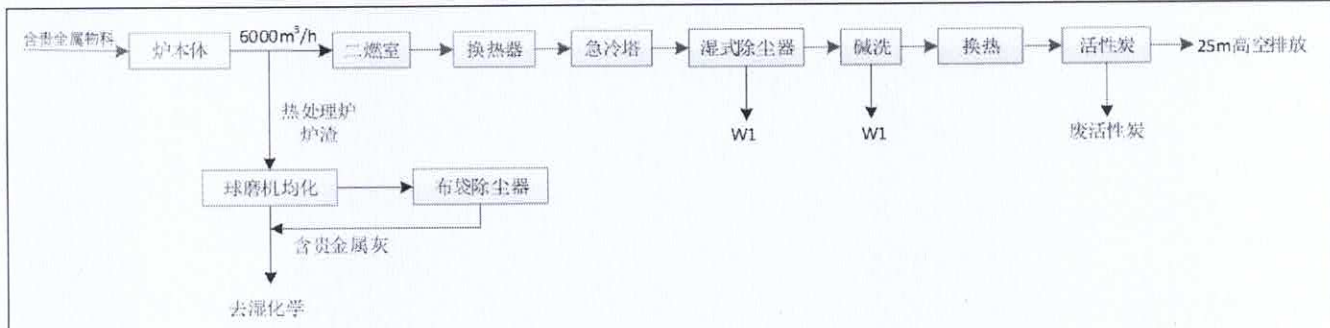 含贵金属物料
炉本体
6000m³/h
二燃室
换热器
急冷塔
湿式除尘器
碱洗
换热
活性炭
25m高空排放
热处理炉
炉渣
W1
W1
废活性炭
球磨机均化
布袋除尘器
含贵金属灰
去湿化学